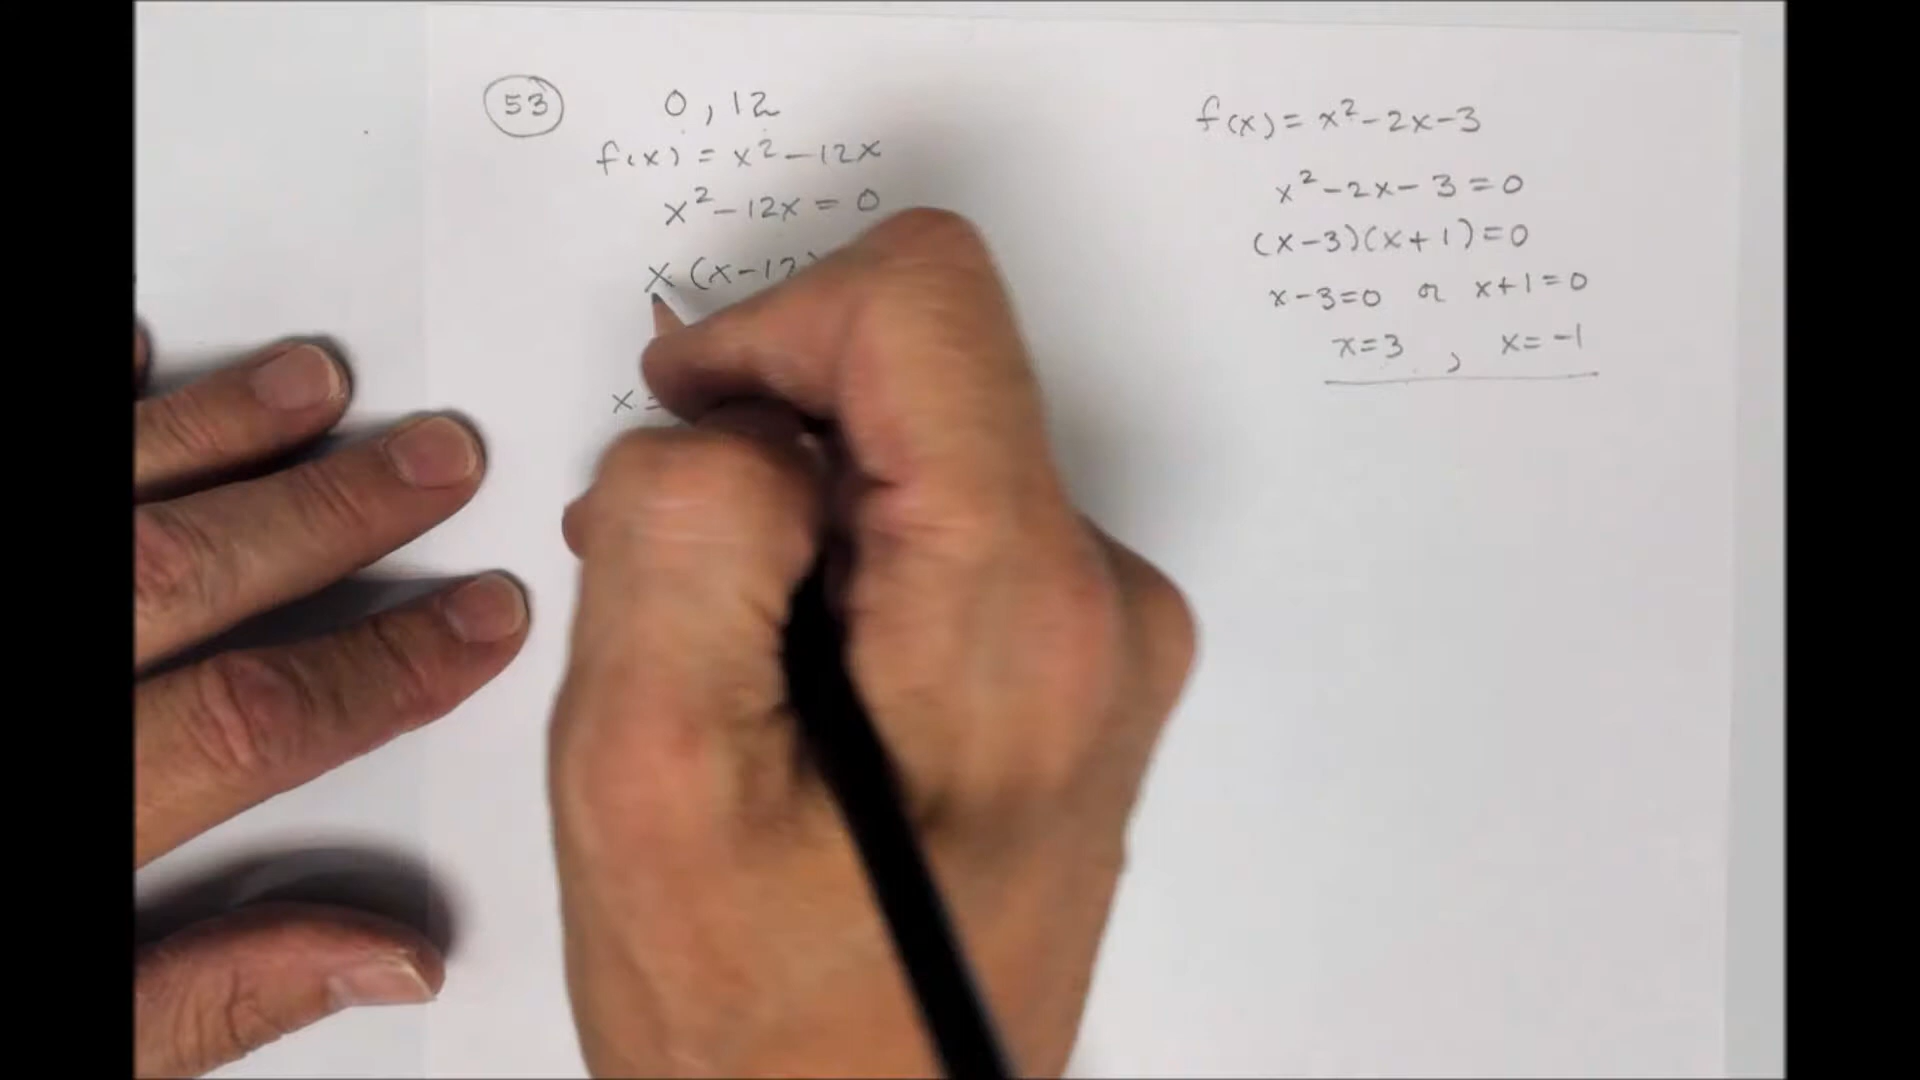 53
0, 12
f(x) = x² - 12x
x² - 12x = 0
x (x - 12)
x =
f(x) = x² - 2x - 3
x² - 2x - 3 = 0
(x - 3)(x + 1) = 0
x - 3 = 0 or x + 1 = 0
x = 3 , x = -1